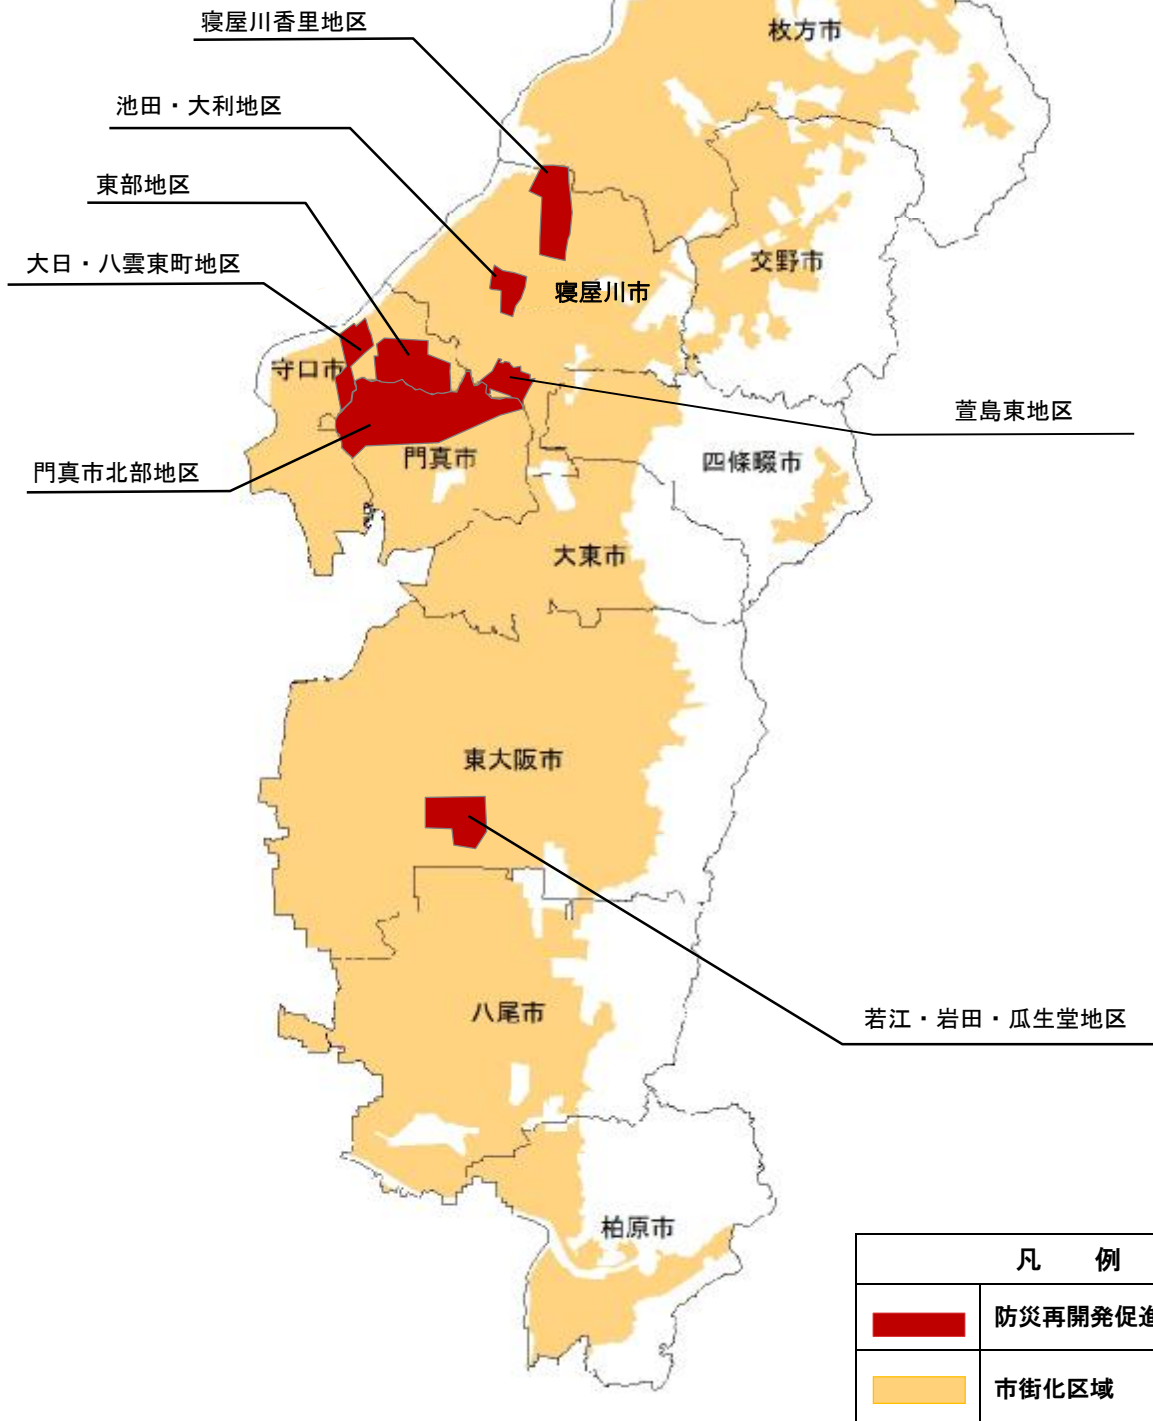 寝屋川香里地区
枚方市
池田・大利地区
東部地区
大日・八雲東町地区
交野市
寝屋川市
守口市
萱島東地区
門真市北部地区
門真市
四條畷市
大東市
東大阪市
若江・岩田・瓜生堂地区
八尾市
柏原市
凡 例
防災再開発促進
市街化区域